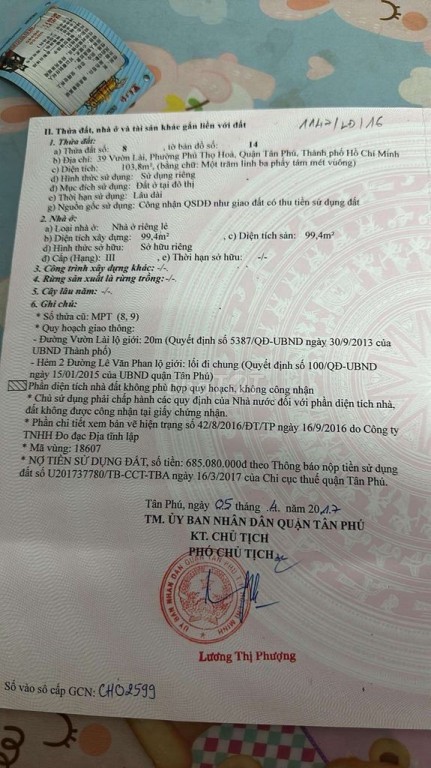 1142/LD/16
II. Thửa đất, nhà ở và tài sản khác gắn liền với đất
1. Thửa đất:
a) Thửa đất số: 8 , tờ bản đồ số: 14
b) Địa chỉ: 39 Vườn Lài, Phường Phú Thọ Hoà, Quận Tân Phú, Thành phố Hồ Chí Minh
c) Diện tích: 103,8m², (bằng chữ: Một trăm linh ba phẩy tám mét vuông)
d) Hình thức sử dụng: Sử dụng riêng
đ) Mục đích sử dụng: Đất ở tại đô thị
e) Thời hạn sử dụng: Lâu dài
g) Nguồn gốc sử dụng: Công nhận QSDĐ như giao đất có thu tiền sử dụng đất
2. Nhà ở:
a) Loại nhà ở: Nhà ở riêng lẻ
b) Diện tích xây dựng: 99,4m² , c) Diện tích sàn: 99,4m²
d) Hình thức sở hữu: Sở hữu riêng
đ) Cấp (Hạng): III , e) Thời hạn sở hữu: -/-
3. Công trình xây dựng khác: -/-.
4. Rừng sản xuất là rừng trồng:-/-.
5. Cây lâu năm: -/-.
6. Ghi chú:
* Số thửa cũ: MPT (8, 9)
* Quy hoạch giao thông:
- Đường Vườn Lài lộ giới: 20m (Quyết định số 5387/QĐ-UBND ngày 30/9/2013 của
UBND Thành phố)
- Hẻm 2 Đường Lê Văn Phan lộ giới: lối đi chung (Quyết định số 100/QĐ-UBND
ngày 15/01/2015 của UBND quận Tân Phú)
Phần diện tích nhà đất không phù hợp quy hoạch, không công nhận
* Chủ sử dụng phải chấp hành các quy định của Nhà nước đối với phần diện tích nhà,
đất không được công nhận tại giấy chứng nhận.
* Phần chi tiết xem bản vẽ hiện trạng số 42/8/2016/ĐT/TP ngày 16/9/2016 do Công ty
TNHH Đo đạc Địa tĩnh lập
* Mã vùng: 18607
* NỢ TIỀN SỬ DỤNG ĐẤT, số tiền: 685.080.000đ theo Thông báo nộp tiền sử dụng
đất số U201737780/TB-CCT-TBA ngày 16/3/2017 của Chi cục thuế quận Tân Phú.
Tân Phú, ngày 05 tháng .4. năm 2017
TM. ỦY BAN NHÂN DÂN QUẬN TÂN PHÚ
KT. CHỦ TỊCH
PHÓ CHỦ TỊCH
Lương Thị Phượng
Số vào sổ cấp GCN: CH02599